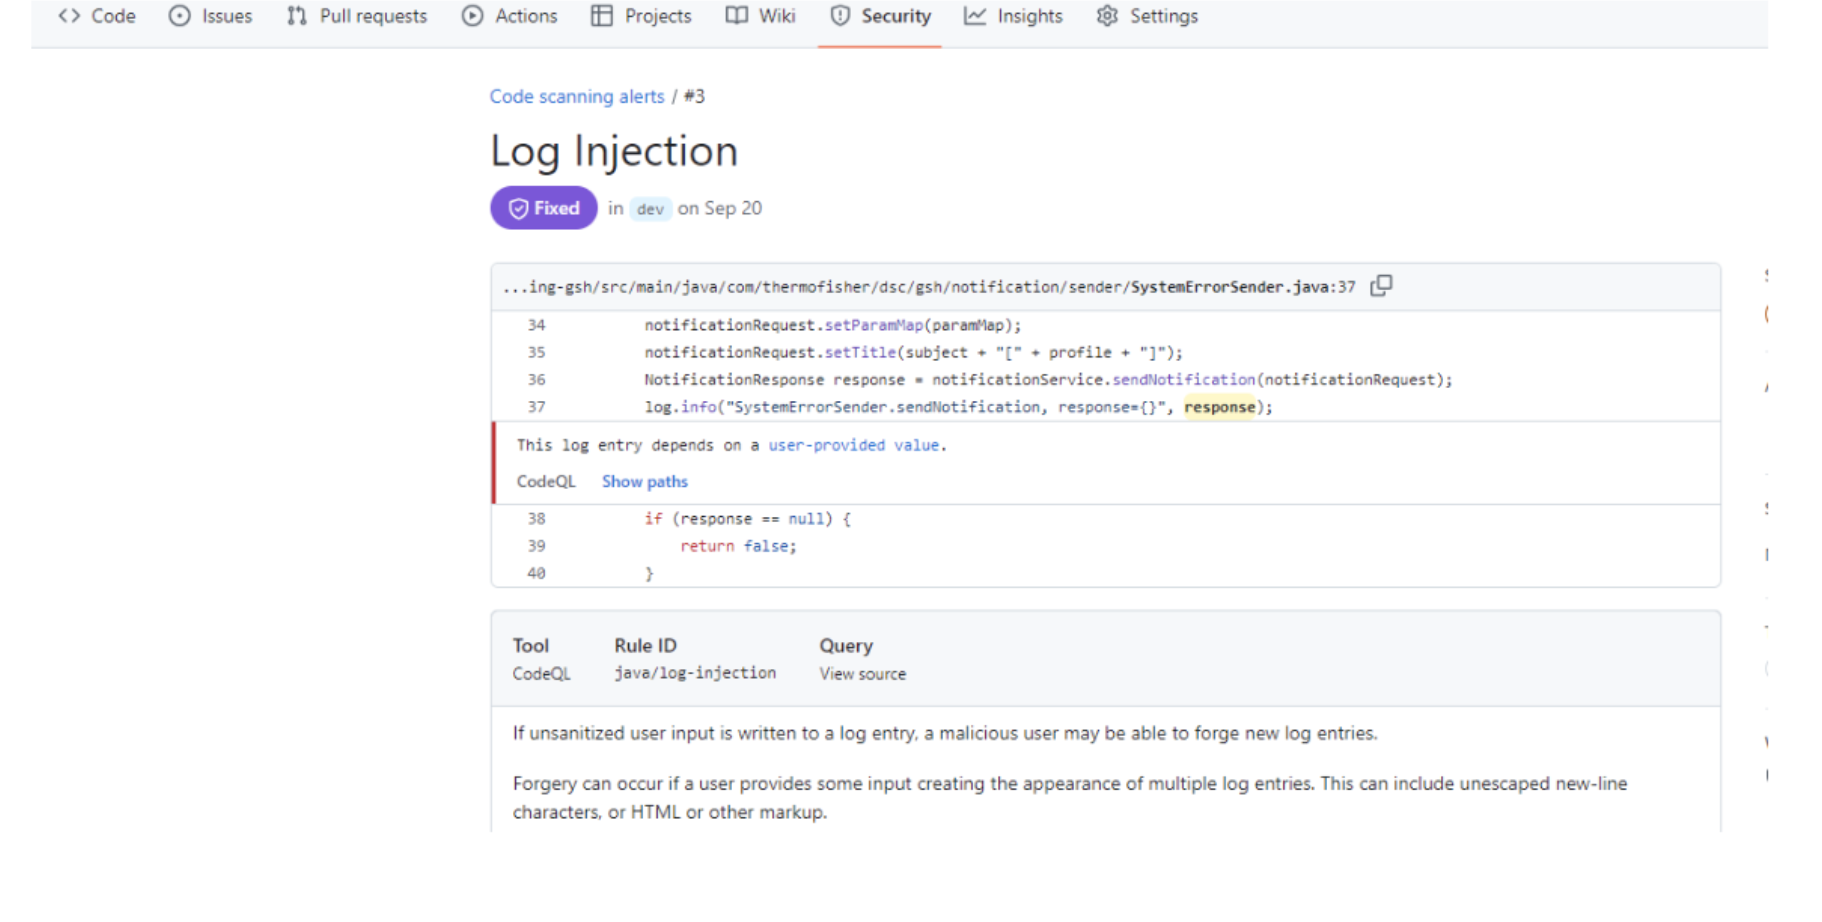 <> Code Issues Pull requests Actions Projects Wiki Security Insights Settings
Code scanning alerts / #3
Log Injection
Fixed in dev on Sep 20
...ing-gsh/src/main/java/com/thermofisher/dsc/gsh/notification/sender/SystemErrorSender.java:37
34 notificationRequest.setParamMap(paramMap);
35 notificationRequest.setTitle(subject + "[" + profile + "]");
36 NotificationResponse response = notificationService.sendNotification(notificationRequest);
37 log.info("SystemErrorSender.sendNotification, response={}", response);
This log entry depends on a user-provided value.
CodeQL Show paths
38 if (response == null) {
39 return false;
40 }
Tool Rule ID Query
CodeQL java/log-injection View source
If unsanitized user input is written to a log entry, a malicious user may be able to forge new log entries.
Forgery can occur if a user provides some input creating the appearance of multiple log entries. This can include unescaped new-line
characters, or HTML or other markup.